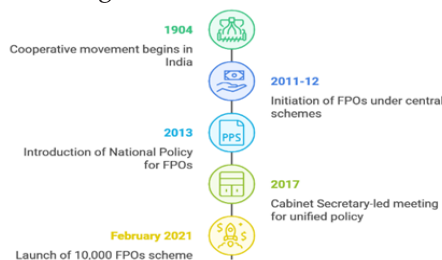 1904
Cooperative movement begins in
India
2011-12
Initiation of FPOs under central
schemes
2013
Introduction of National Policy
for FPOs
PPS
2017
Cabinet Secretary-led meeting
for unified policy
February 2021
Launch of 10,000 FPOs scheme